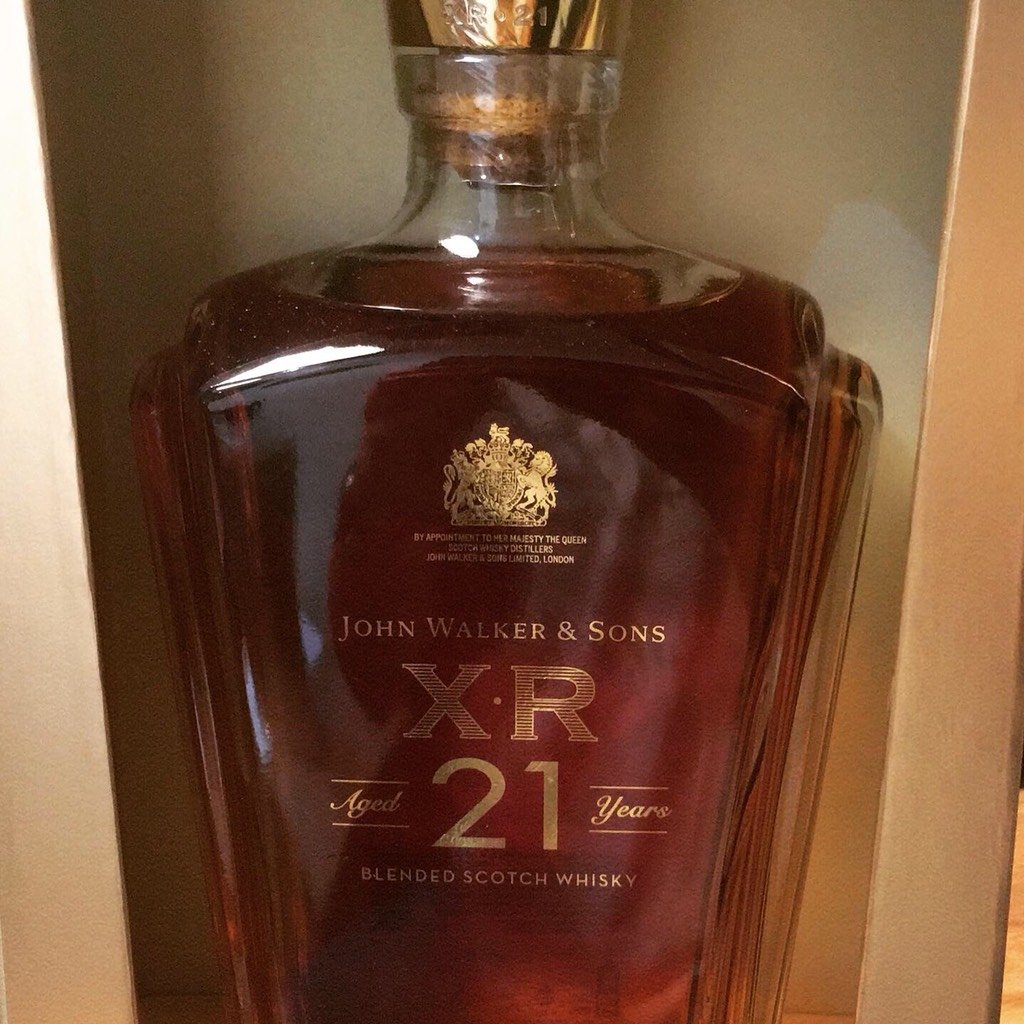 XR·21
BY APPOINTMENT TO HER MAJESTY THE QUEEN
SCOTCH WHISKY DISTILLERS
JOHN WALKER & SONS LIMITED, LONDON
JOHN WALKER & SONS
X·R
Aged 21 Years
BLENDED SCOTCH WHISKY